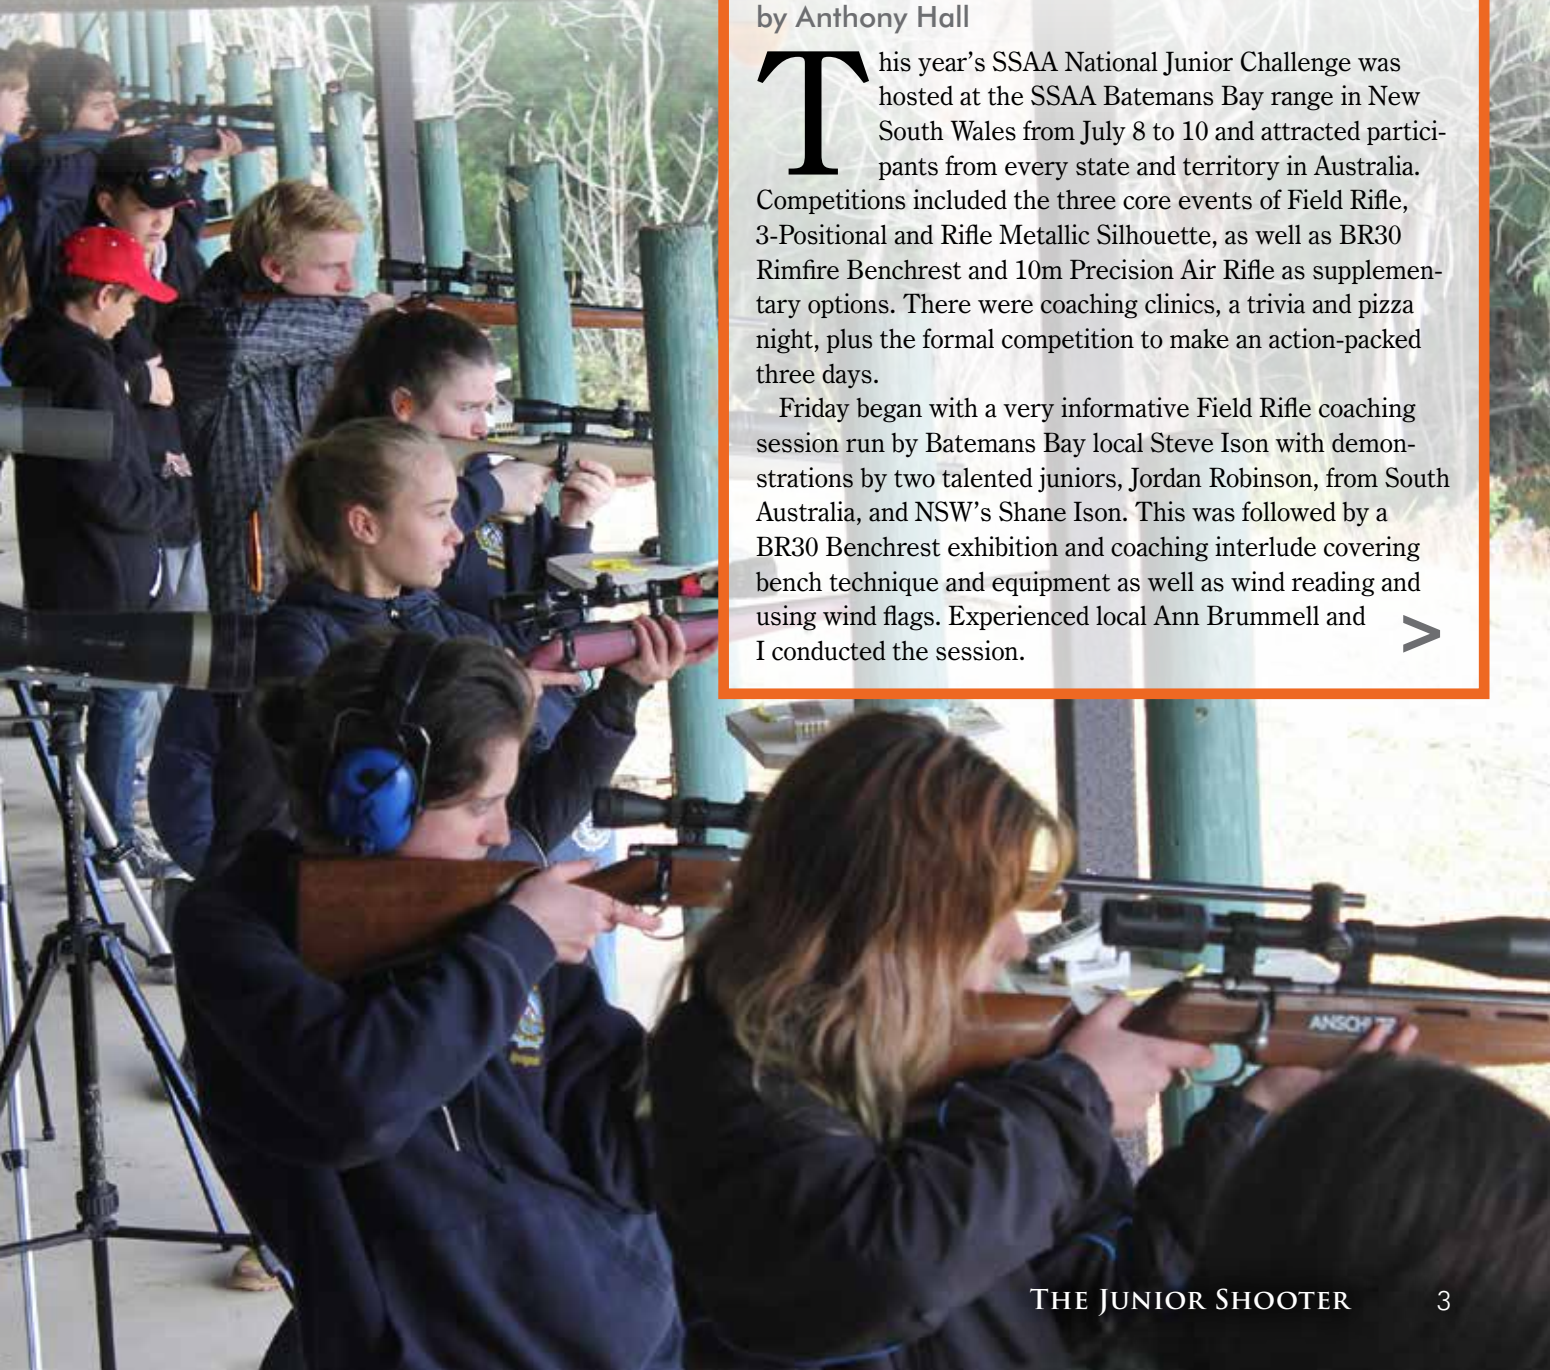 by Anthony Hall
This year’s SSAA National Junior Challenge was
hosted at the SSAA Batemans Bay range in New
South Wales from July 8 to 10 and attracted partici-
pants from every state and territory in Australia.
Competitions included the three core events of Field Rifle,
3-Positional and Rifle Metallic Silhouette, as well as BR30
Rimfire Benchrest and 10m Precision Air Rifle as supplemen-
tary options. There were coaching clinics, a trivia and pizza
night, plus the formal competition to make an action-packed
three days.
Friday began with a very informative Field Rifle coaching
session run by Batemans Bay local Steve Ison with demon-
strations by two talented juniors, Jordan Robinson, from South
Australia, and NSW’s Shane Ison. This was followed by a
BR30 Benchrest exhibition and coaching interlude covering
bench technique and equipment as well as wind reading and
using wind flags. Experienced local Ann Brummell and
I conducted the session.
>
THE JUNIOR SHOOTER 3